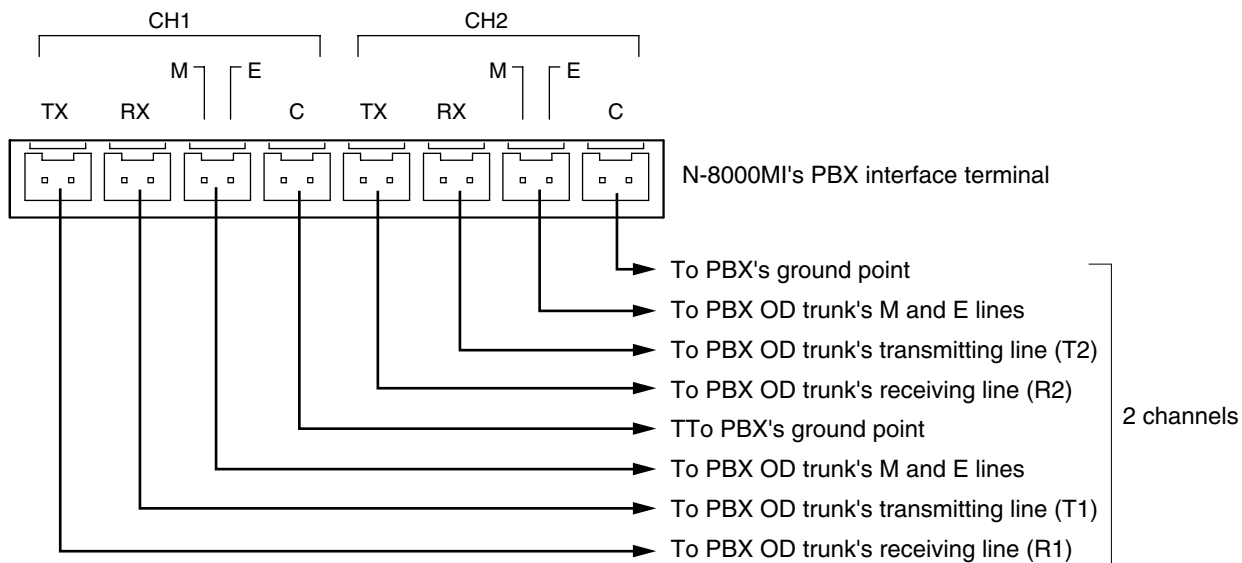 CH1 CH2
M E M E
TX RX C TX RX C
N-8000MI's PBX interface terminal
To PBX's ground point
To PBX OD trunk's M and E lines
To PBX OD trunk's transmitting line (T2)
To PBX OD trunk's receiving line (R2)
TTo PBX's ground point
To PBX OD trunk's M and E lines
To PBX OD trunk's transmitting line (T1)
To PBX OD trunk's receiving line (R1)
2 channels